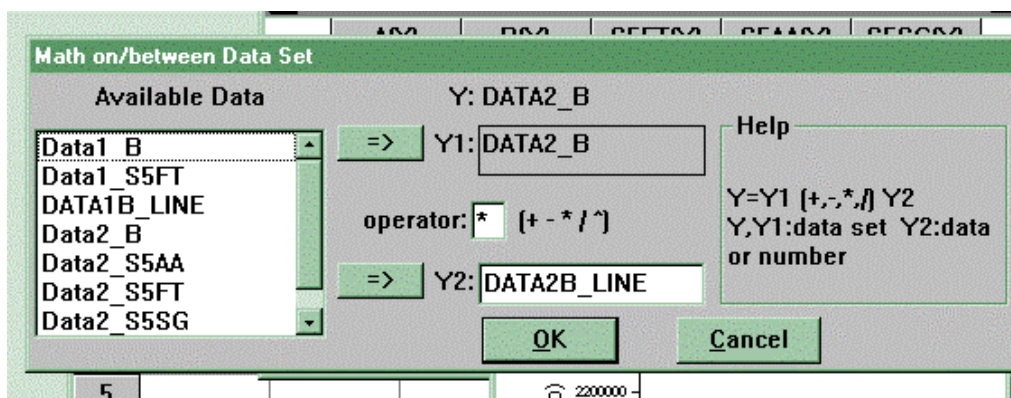 Math on/between Data Set
Available Data
Data1_B
Data1_S5FT
DATA1B_LINE
Data2_B
Data2_S5AA
Data2_S5FT
Data2_S5SG
Y: DATA2_B
=> Y1: DATA2_B
operator: * (+ - * / ^)
=> Y2: DATA2B_LINE
Help
Y=Y1 (+,-,*,/) Y2
Y,Y1:data set Y2:data
or number
OK Cancel
5
2200000